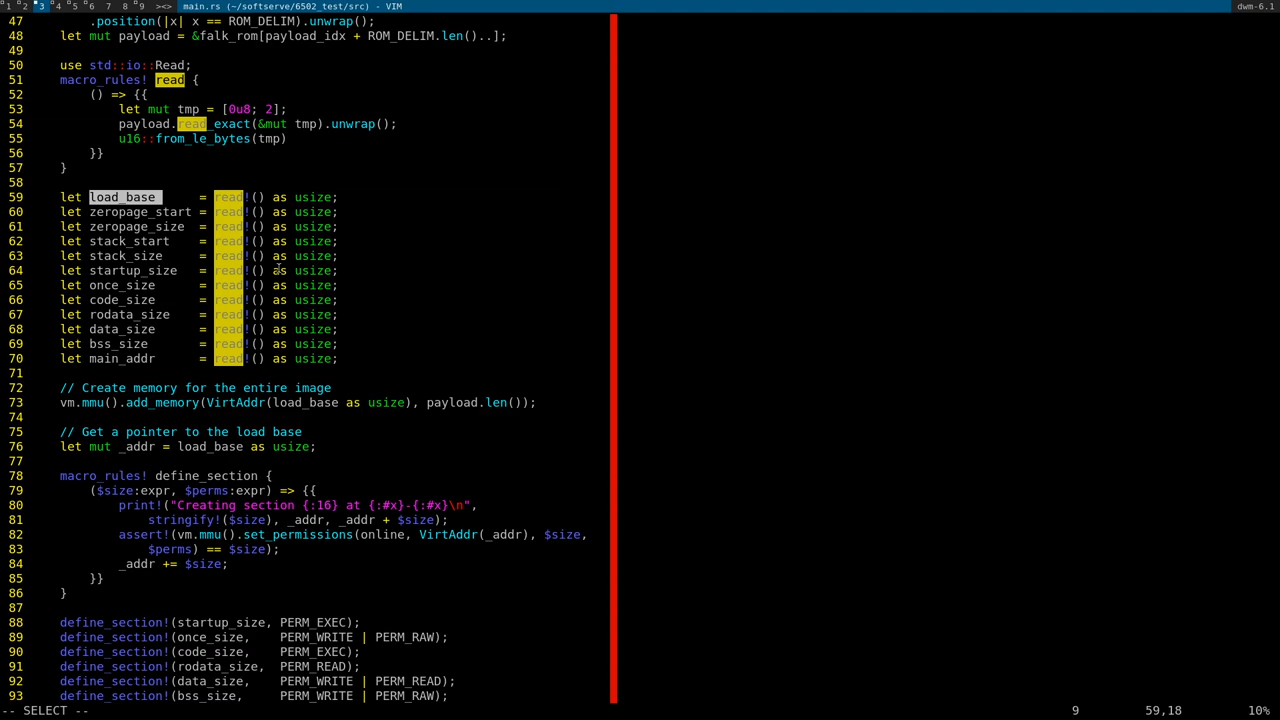 1 2 3 4 5 6 7 8 9 ><> main.rs (~/softserve/6502_test/src) - VIM dwm-6.1
47         .position(|x| x == ROM_DELIM).unwrap();
48     let mut payload = &falk_rom[payload_idx + ROM_DELIM.len()..];
49
50     use std::io::Read;
51     macro_rules! read {
52         () => {{
53             let mut tmp = [0u8; 2];
54             payload.read_exact(&mut tmp).unwrap();
55             u16::from_le_bytes(tmp)
56         }}
57     }
58
59     let load_base      = read!() as usize;
60     let zeropage_start = read!() as usize;
61     let zeropage_size  = read!() as usize;
62     let stack_start    = read!() as usize;
63     let stack_size     = read!() as usize;
64     let startup_size   = read!() as usize;
65     let once_size      = read!() as usize;
66     let code_size      = read!() as usize;
67     let rodata_size    = read!() as usize;
68     let data_size      = read!() as usize;
69     let bss_size       = read!() as usize;
70     let main_addr      = read!() as usize;
71
72     // Create memory for the entire image
73     vm.mmu().add_memory(VirtAddr(load_base as usize), payload.len());
74
75     // Get a pointer to the load base
76     let mut _addr = load_base as usize;
77
78     macro_rules! define_section {
79         ($size:expr, $perms:expr) => {{
80             print!("Creating section {:16} at {:#x}-{:#x}\n",
81                 stringify!($size), _addr, _addr + $size);
82             assert!(vm.mmu().set_permissions(online, VirtAddr(_addr), $size,
83                 $perms) == $size);
84             _addr += $size;
85         }}
86     }
87
88     define_section!(startup_size, PERM_EXEC);
89     define_section!(once_size,    PERM_WRITE | PERM_RAW);
90     define_section!(code_size,    PERM_EXEC);
91     define_section!(rodata_size,  PERM_READ);
92     define_section!(data_size,    PERM_WRITE | PERM_READ);
93     define_section!(bss_size,     PERM_WRITE | PERM_RAW);
-- SELECT -- 9 59,18 10%